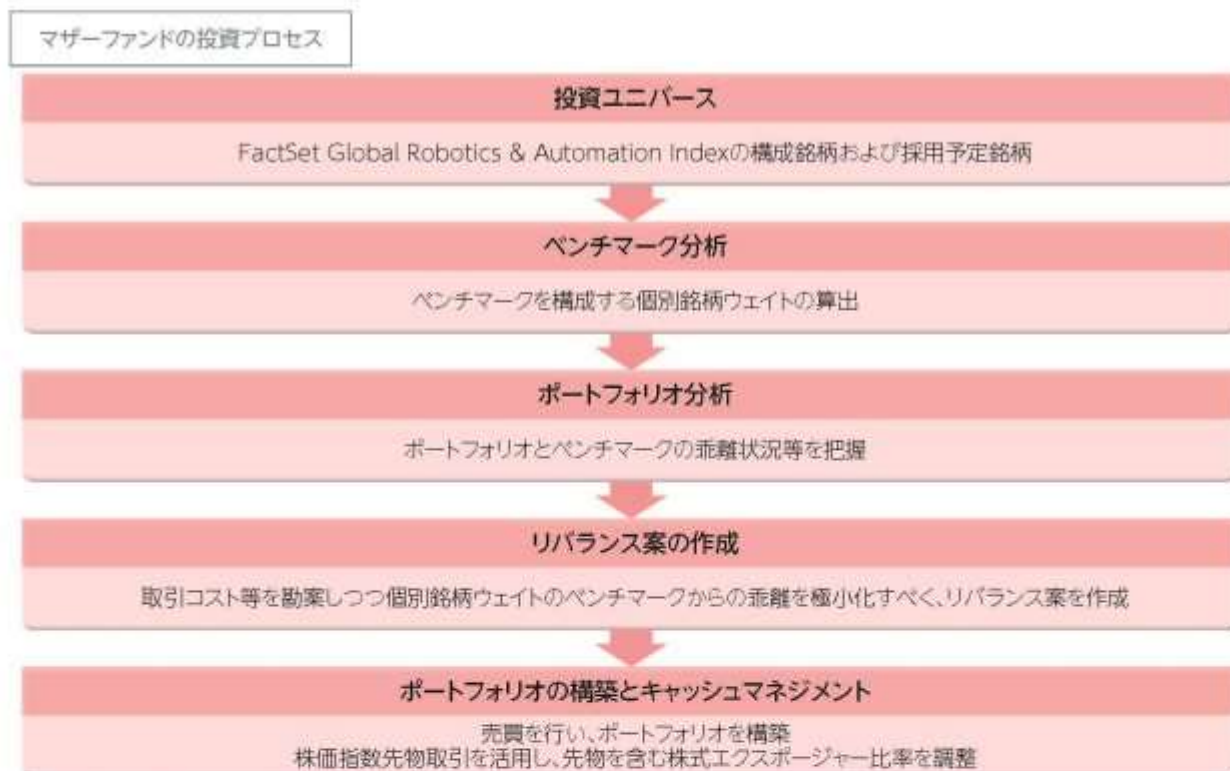 マザーファンドの投資プロセス
投資ユニバース
FactSet Global Robotics & Automation Indexの構成銘柄および採用予定銘柄
ベンチマーク分析
ベンチマークを構成する個別銘柄ウェイトの算出
ポートフォリオ分析
ポートフォリオとベンチマークの乖離状況等を把握
リバランス案の作成
取引コスト等を勘案しつつ個別銘柄ウェイトのベンチマークからの乖離を極小化すべく、リバランス案を作成
ポートフォリオの構築とキャッシュマネジメント
売買を行い、ポートフォリオを構築
株価指数先物取引を活用し、先物を含む株式エクスポージャー比率を調整